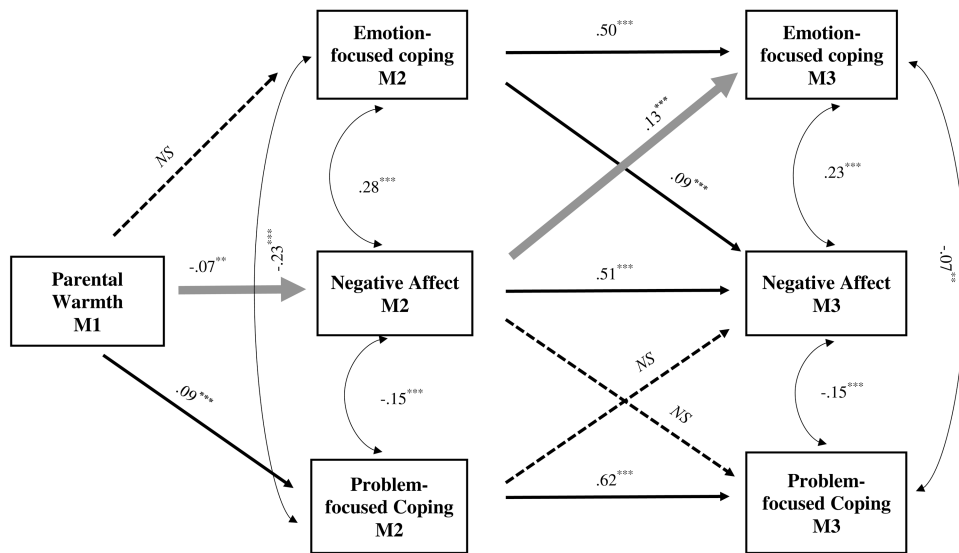 Emotion-
focused coping
M2
.50***
Emotion-
focused coping
M3
NS
.13***
.28***
.09***
.23***
-.23***
-.07**
Parental
Warmth
M1
-.07**
Negative Affect
M2
.51***
Negative Affect
M3
.09***
-.15***
NS
NS
-.15***
Problem-
focused Coping
M2
.62***
Problem-
focused Coping
M3